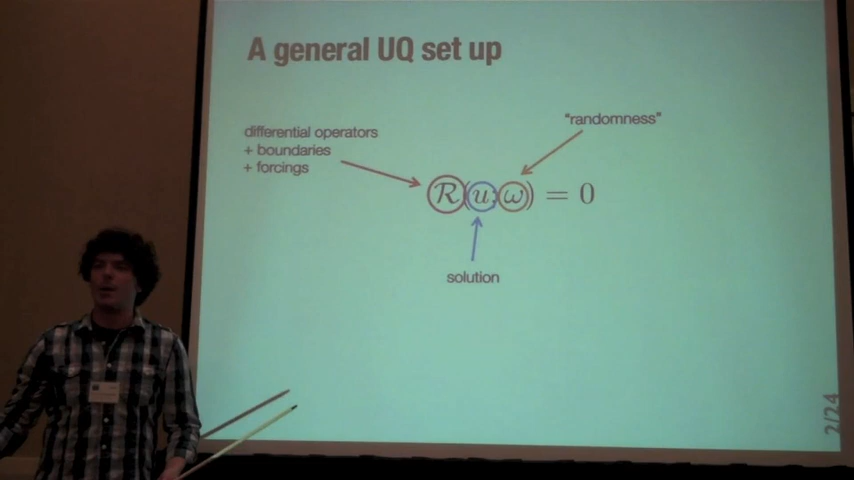 A general UQ set up
differential operators
+ boundaries
+ forcings
"randomness"
ℛ(u; ω) = 0
solution
2/24